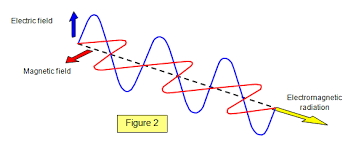 Electric field
Magnetic field
Electromagnetic
radiation
Figure 2